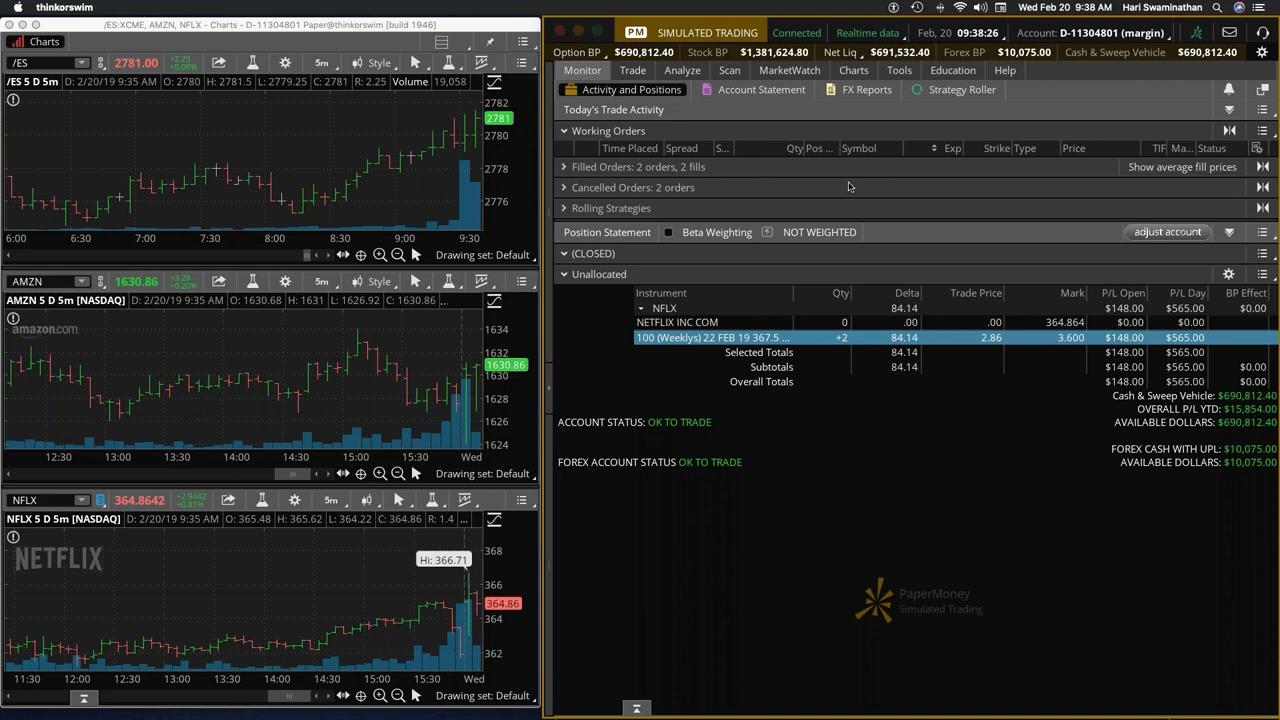 thinkorswim
Wed Feb 20 9:38 AM Hari Swaminathan
/ES:XCME, AMZN, NFLX - Charts - D-11304801 Paper@thinkorswim [build 1946]
Charts
/ES 2781.00 +2.25 0.08% 5m Style
/ES 5 D 5m D: 2/20/19 9:35 AM O: 2780 H: 2781.5 L: 2779.25 C: 2781 R: 2.25 Volume 19,058
2782
2781
2780
2778
2776
6:00 7:00 7:30 8:00 8:30 9:00 9:30
Drawing set: Default
AMZN 1630.86 +3.28 0.20% 5m Style
AMZN 5 D 5m [NASDAQ] D: 2/20/19 9:35 AM O: 1630.68 H: 1631 L: 1626.92 C: 1630.86 ...
amazon.com
1634
1632
1630.86
1630
1628
1626
1624
12:30 13:00 13:30 14:00 14:30 15:00 15:30 Wed
Drawing set: Default
NFLX 3 364.8642 +2.9442 +0.81% 5m
NFLX 5 D 5m [NASDAQ] D: 2/20/19 9:35 AM O: 365.48 H: 365.62 L: 364.22 C: 364.86 R: 1.4 ...
NETFLIX
Hi: 366.71
368
366
364.86
364
362
11:30 12:00 12:30 13:00 13:30 14:00 14:30 15:00 15:30 Wed
Drawing set: Default
PM SIMULATED TRADING Connected Realtime data Feb, 20 09:38:26 Account: D-11304801 (margin)
Option BP $690,812.40 Stock BP $1,381,624.80 Net Liq $691,532.40 Forex BP $10,075.00 Cash & Sweep Vehicle: $690,812.40
Monitor Trade Analyze Scan MarketWatch Charts Tools Education Help
Activity and Positions Account Statement FX Reports Strategy Roller
Today's Trade Activity
Working Orders
Time Placed Spread S... Qty Pos ... Symbol Exp Strike Type Price TIF Ma... Status
Filled Orders: 2 orders, 2 fills Show average fill prices
Cancelled Orders: 2 orders
Rolling Strategies
Position Statement Beta Weighting NOT WEIGHTED adjust account
(CLOSED)
Unallocated
Instrument Qty Delta Trade Price Mark P/L Open P/L Day BP Effect
NFLX 84.14 $148.00 $565.00 $0.00
NETFLIX INC COM 0 .00 .00 364.864 $0.00 $0.00
100 (Weeklys) 22 FEB 19 367.5 ... +2 84.14 2.86 3.600 $148.00 $565.00
Selected Totals $148.00 $565.00
Subtotals 84.14 $148.00 $565.00 $0.00
Overall Totals $148.00 $565.00 $0.00
Cash & Sweep Vehicle: $690,812.40
OVERALL P/L YTD: $15,854.00
ACCOUNT STATUS: OK TO TRADE AVAILABLE DOLLARS: $690,812.40
FOREX CASH WITH UPL: $10,075.00
FOREX ACCOUNT STATUS OK TO TRADE AVAILABLE DOLLARS: $10,075.00
PaperMoney
Simulated Trading